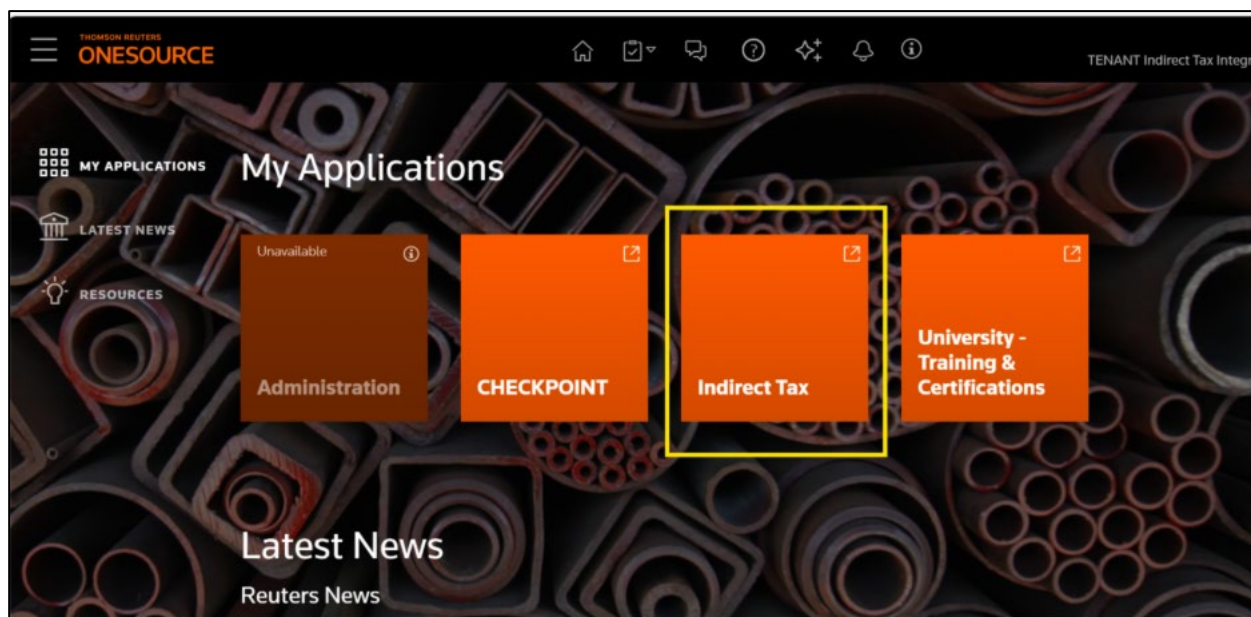 THOMSON REUTERS
ONESOURCE
TENANT Indirect Tax Integr
MY APPLICATIONS
LATEST NEWS
RESOURCES
My Applications
Unavailable
Administration
CHECKPOINT
Indirect Tax
University -
Training &
Certifications
Latest News
Reuters News